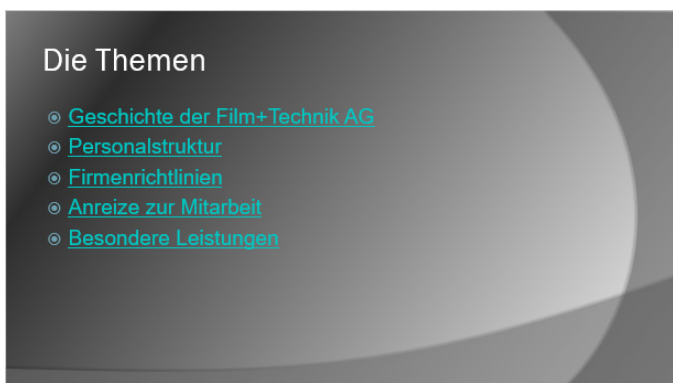 Die Themen
Geschichte der Film+Technik AG
Personalstruktur
Firmenrichtlinien
Anreize zur Mitarbeit
Besondere Leistungen